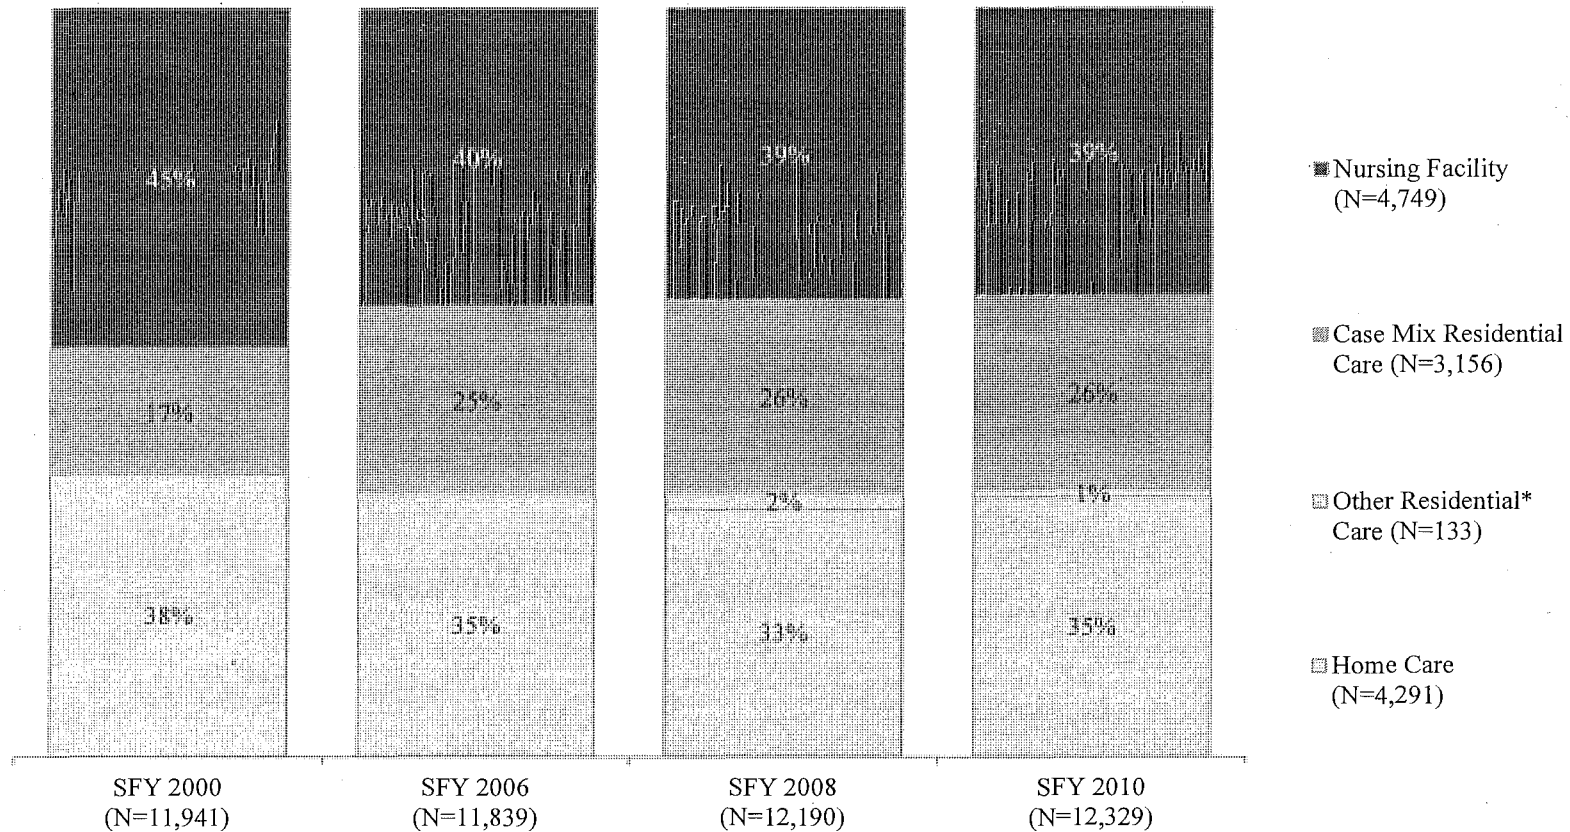 45%
40%
39%
39%
17%
25%
26%
26%
2%
1%
38%
35%
33%
35%
SFY 2000
(N=11,941)
SFY 2006
(N=11,839)
SFY 2008
(N=12,190)
SFY 2010
(N=12,329)
Nursing Facility
(N=4,749)
Case Mix Residential
Care (N=3,156)
Other Residential*
Care (N=133)
Home Care
(N=4,291)